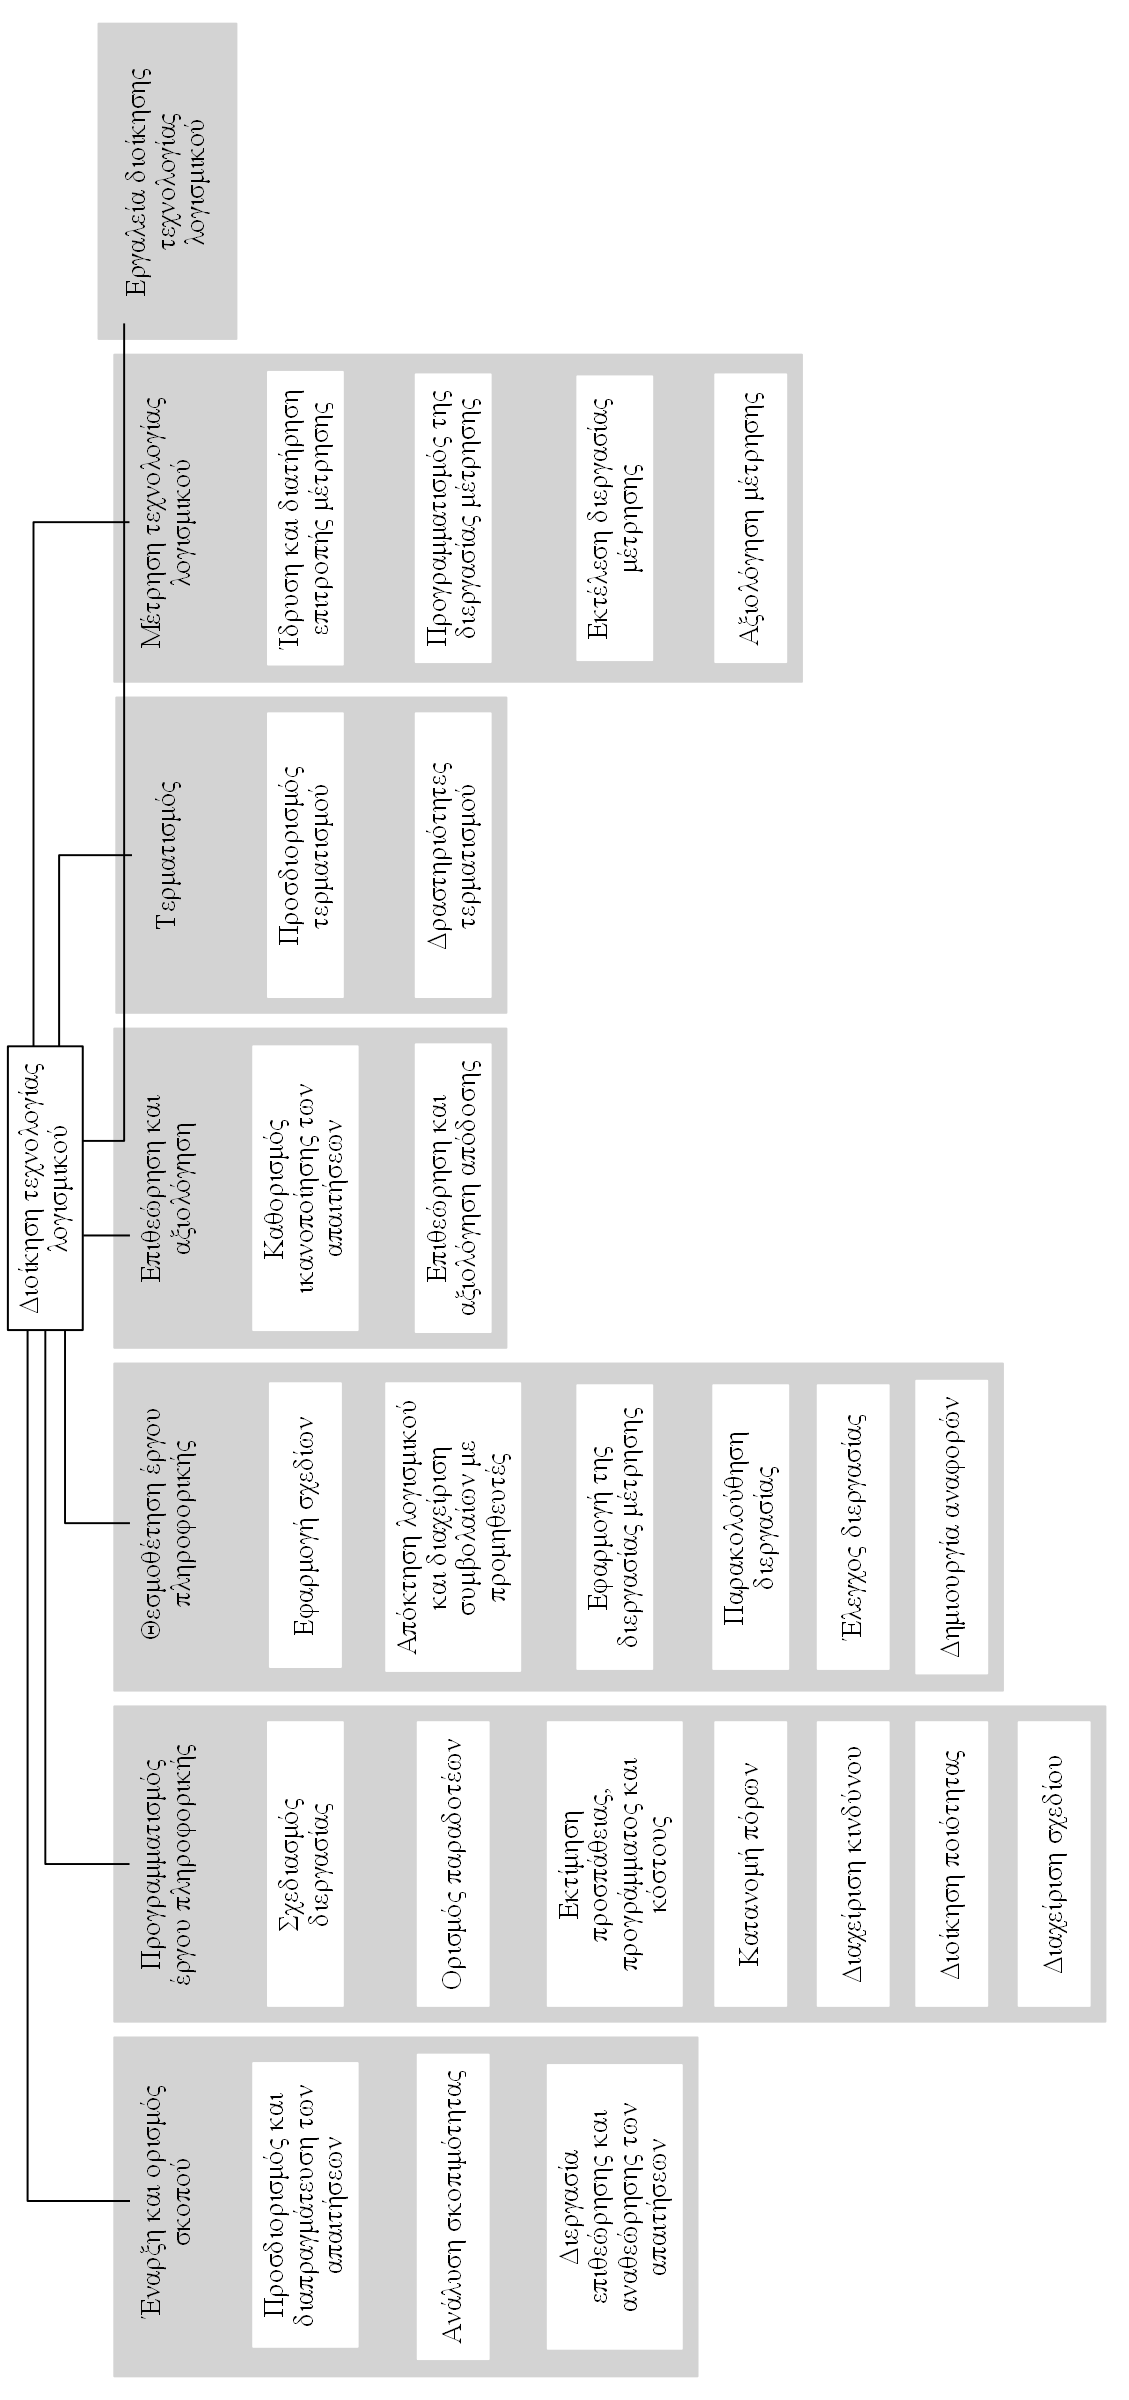 Διοίκηση τεχνολογίας
λογισμικού
Έναρξη και ορισμός
σκοπού
Προσδιορισμός και
διαπραγμάτευση των
απαιτήσεων
Ανάλυση σκοπιμότητας
Διεργασία
επιθεώρησης και
αναθεώρησης των
απαιτήσεων
Προγραμματισμός
έργου πληροφορικής
Σχεδιασμός
διεργασίας
Ορισμός παραδοτέων
Εκτίμηση
προσπάθειας,
προγράμματος και
κόστους
Κατανομή πόρων
Διαχείριση κινδύνου
Διοίκηση ποιότητας
Διαχείριση σχεδίου
Θεσμοθέτηση έργου
πληροφορικής
Εφαρμογή σχεδίων
Απόκτηση λογισμικού
και διαχείριση
συμβολαίων με
προμηθευτές
Εφαρμογή της
διεργασίας μέτρησης
Παρακολούθηση
διεργασίας
Έλεγχος διεργασίας
Δημιουργία αναφορών
Επιθεώρηση και
αξιολόγηση
Καθορισμός
ικανοποίησης των
απαιτήσεων
Επιθεώρηση και
αξιολόγηση απόδοσης
Τερματισμός
Προσδιορισμός
τερματισμού
Δραστηριότητες
τερματισμού
Μέτρηση τεχνολογίας
λογισμικού
Ίδρυση και διατήρηση
επιτροπής μέτρησης
Προγραμματισμός της
διεργασίας μέτρησης
Εκτέλεση διεργασίας
μέτρησης
Αξιολόγηση μέτρησης
Εργαλεία διοίκησης
τεχνολογίας
λογισμικού